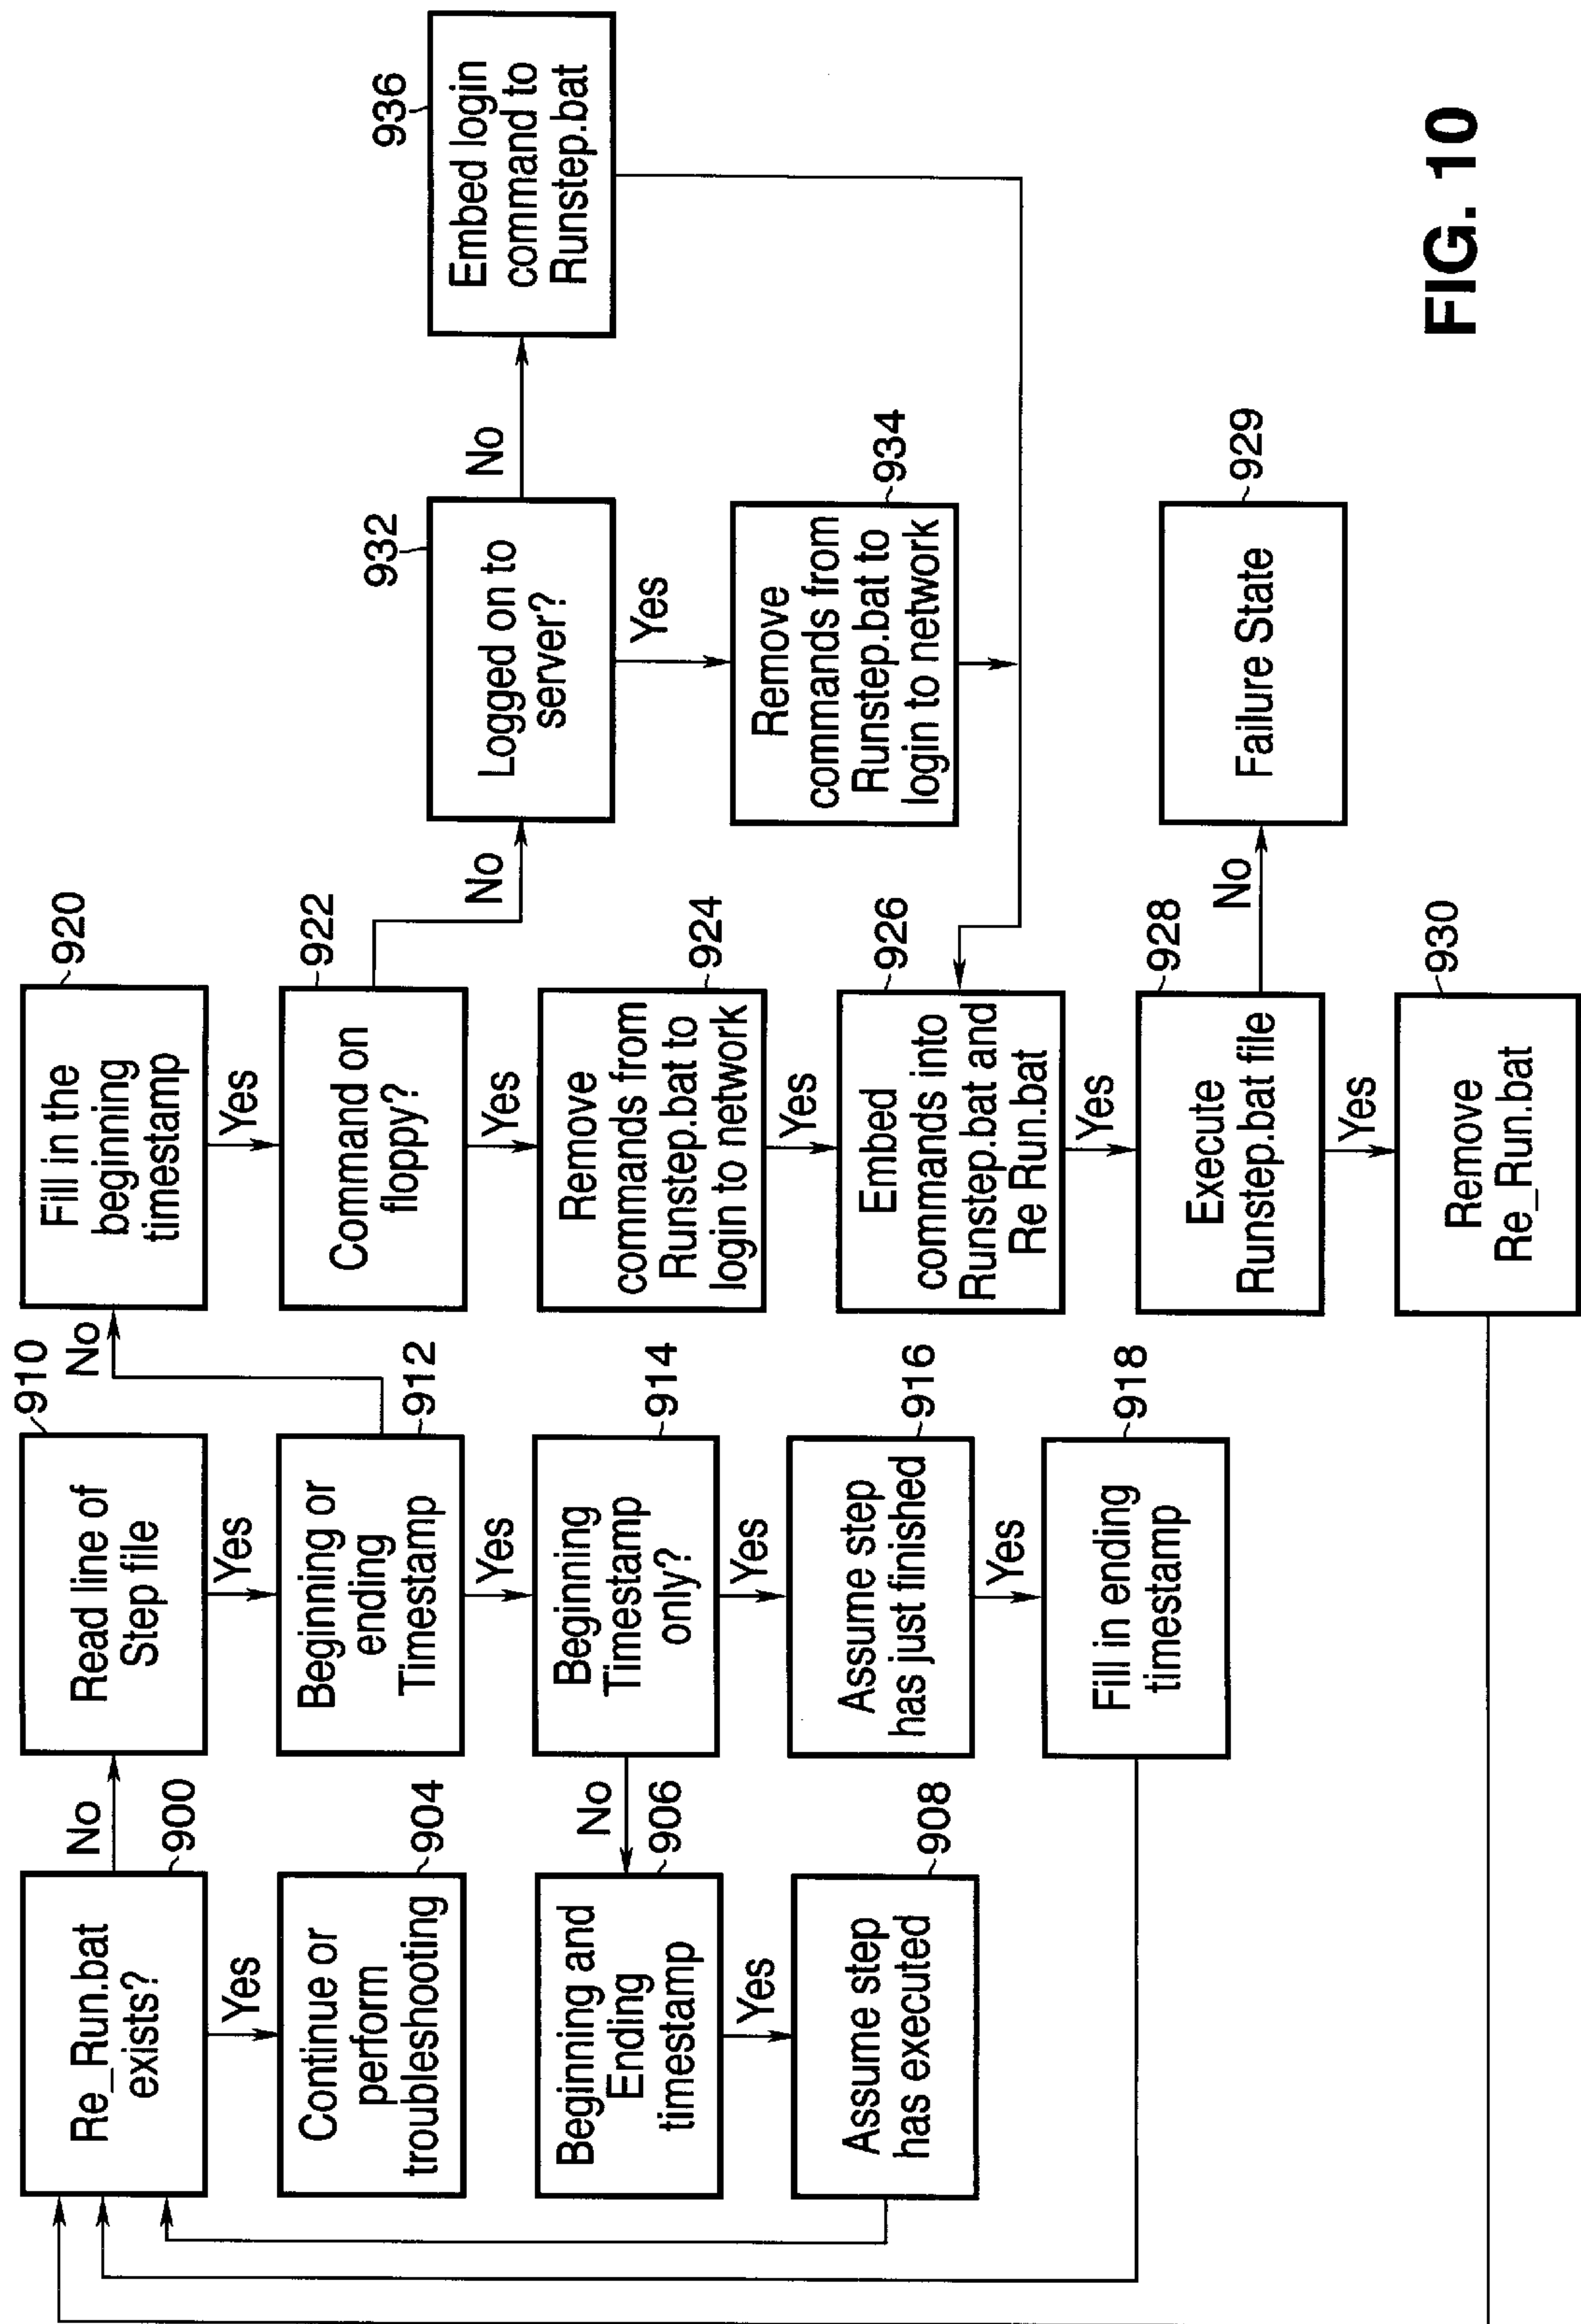 Re_Run.bat
exists?
900
No
Yes
Continue or
perform
troubleshooting
904
Beginning and
Ending
timestamp
906
Yes
Assume step
has executed
908
Read line of
Step file
910
Yes
Beginning or
ending
Timestamp
912
No
Yes
Beginning
Timestamp
only?
914
No
Yes
Assume step
has just finished
916
Yes
Fill in ending
timestamp
918
Fill in the
beginning
timestamp
920
Yes
Command on
floppy?
922
No
Yes
Remove
commands from
Runstep.bat to
login to network
924
Yes
Embed
commands into
Runstep.bat and
Re Run.bat
926
Yes
Execute
Runstep.bat file
928
No
Yes
Remove
Re_Run.bat
930
Logged on to
server?
932
No
Yes
Remove
commands from
Runstep.bat to
login to network
934
Failure State
929
Embed login
command to
Runstep.bat
936
FIG. 10